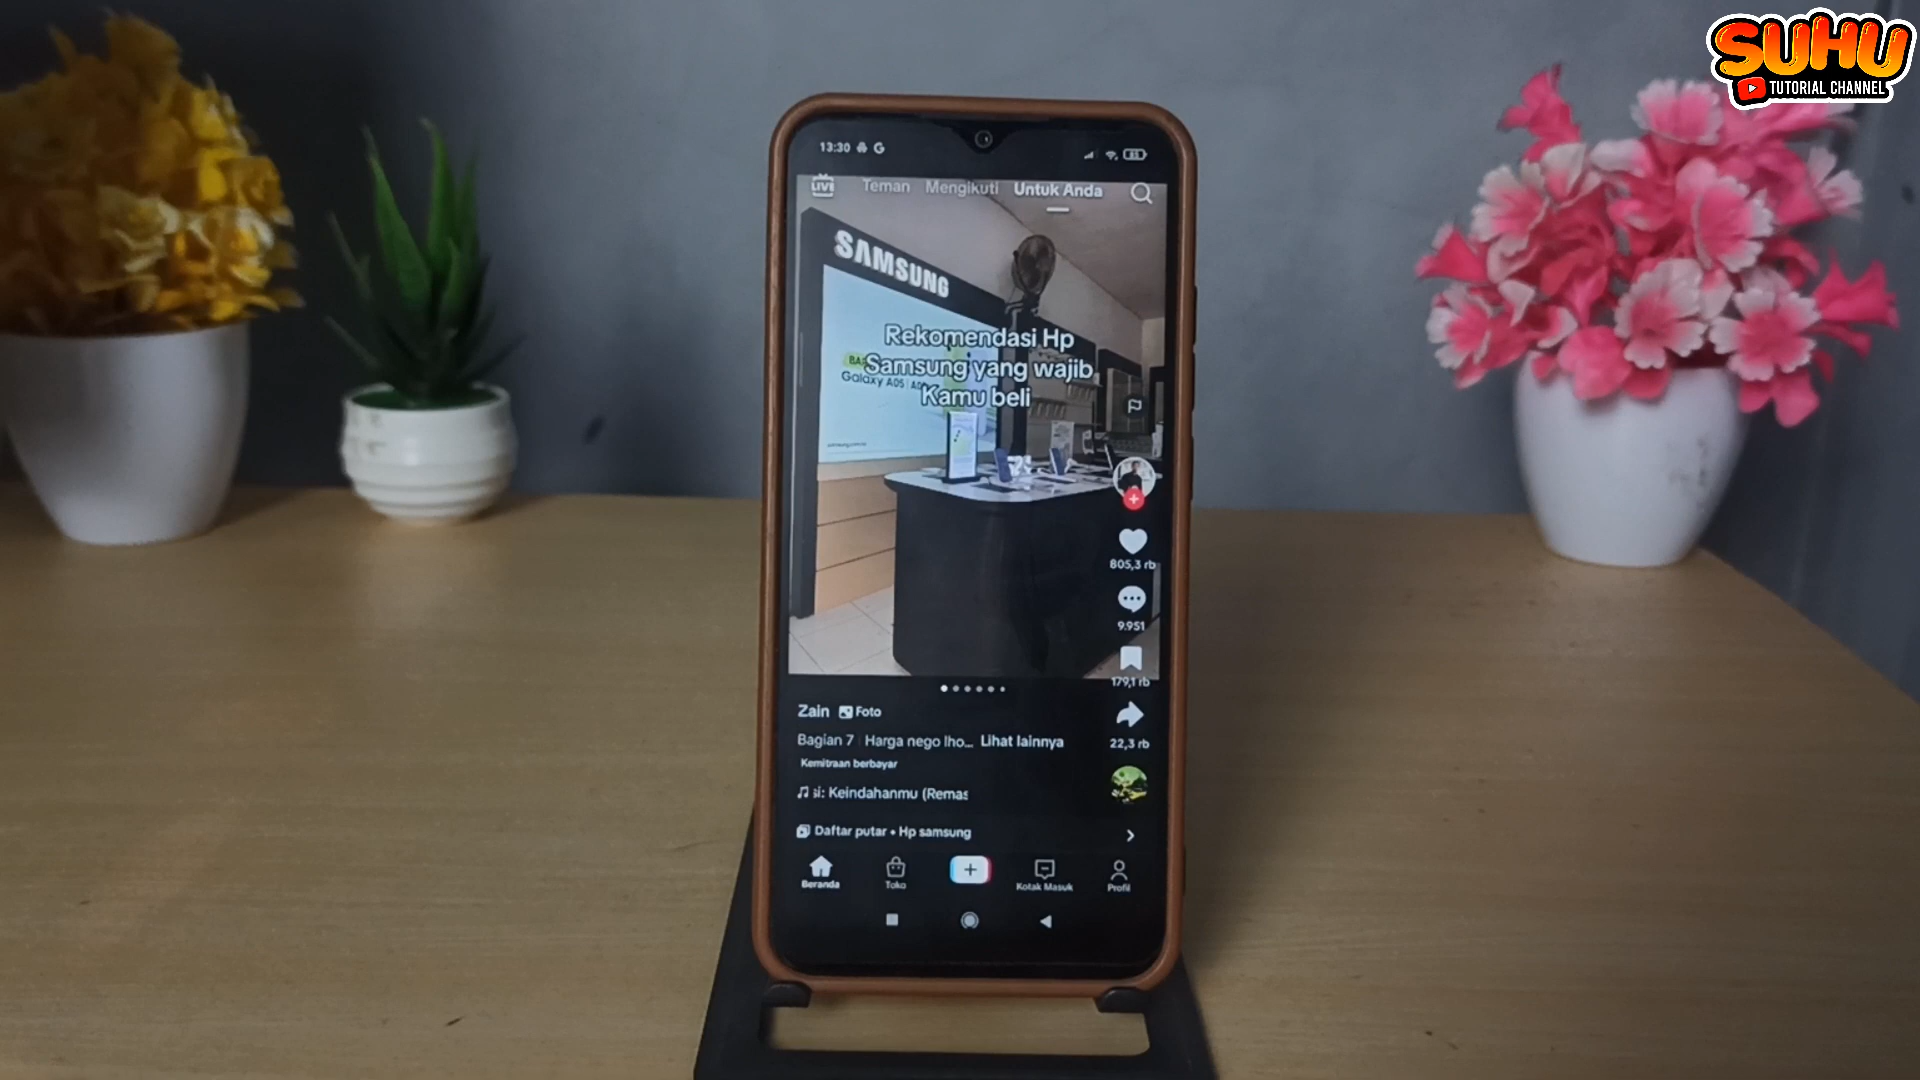 SUHU
TUTORIAL CHANNEL
13:30
LIVE
Teman Mengikuti Untuk Anda
SAMSUNG
Rekomendasi Hp
Samsung yang wajib
Kamu beli
Galaxy A05
805,3 rb
9.951
179,1 rb
22,3 rb
Zain Foto
Bagian 7 Harga nego lho... Lihat lainnya
Kemitraan berbayar
si: Keindahanmu (Remas
Daftar putar • Hp samsung
Beranda Toko Kotak Masuk Profil